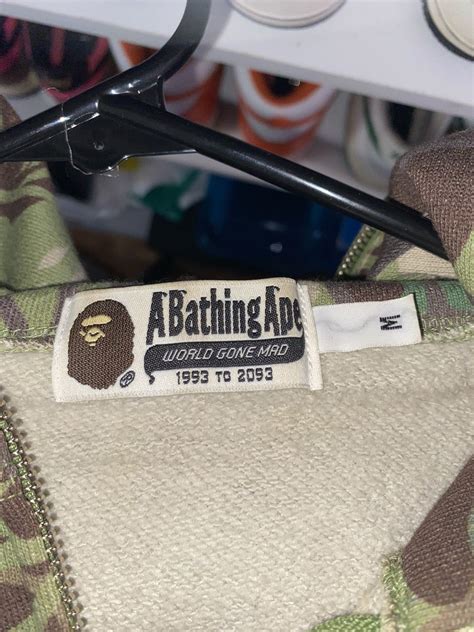 A Bathing Ape
WORLD GONE MAD
1993 TO 2093
M